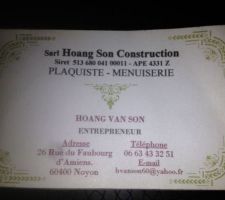 Sarl Hoang Son Construction
Siret 513 680 041 00011 - APE 4331 Z
PLAQUISTE - MENUISERIE
HOANG VAN SON
ENTREPRENEUR
Adresse
26 Rue du Faubourg
d'Amiens.
60400 Noyon
Téléphone
06 63 43 32 51
E-mail
hvanson60@yahoo.fr